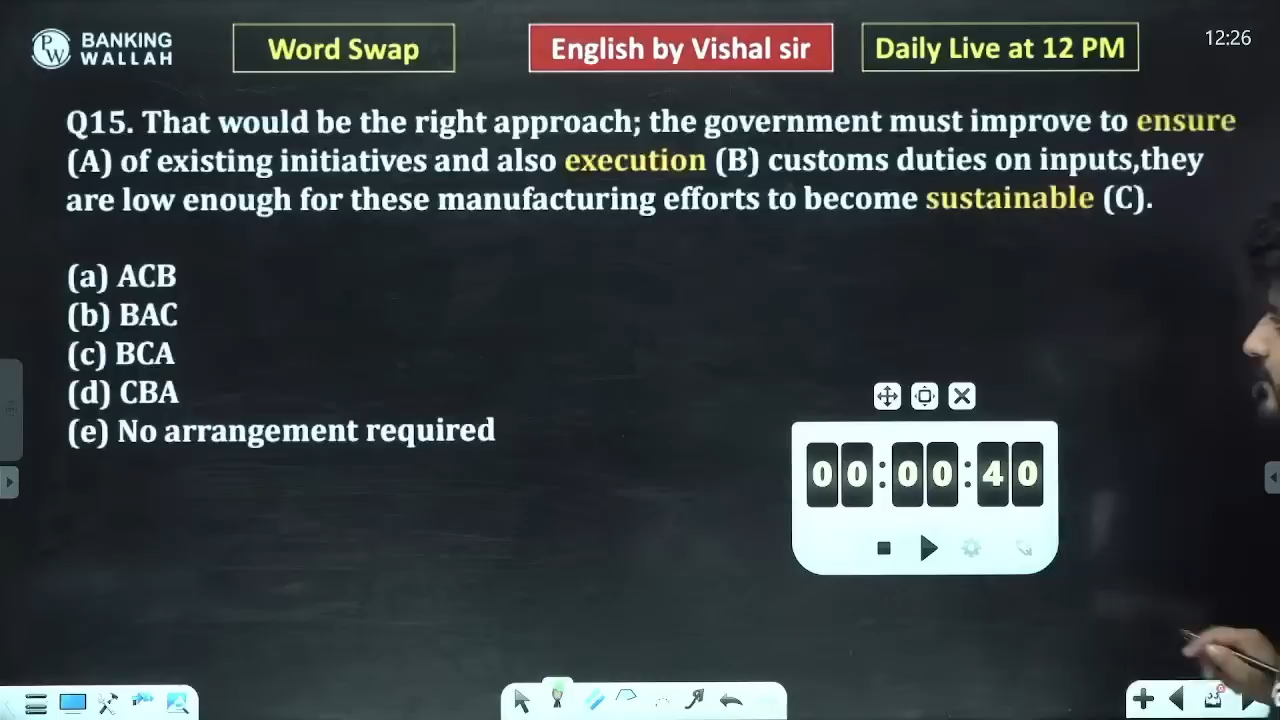 BANKING
WALLAH
Word Swap
English by Vishal sir
Daily Live at 12 PM
12:26
Q15. That would be the right approach; the government must improve to ensure
(A) of existing initiatives and also execution (B) customs duties on inputs,they
are low enough for these manufacturing efforts to become sustainable (C).
(a) ACB
(b) BAC
(c) BCA
(d) CBA
(e) No arrangement required
00:00:40